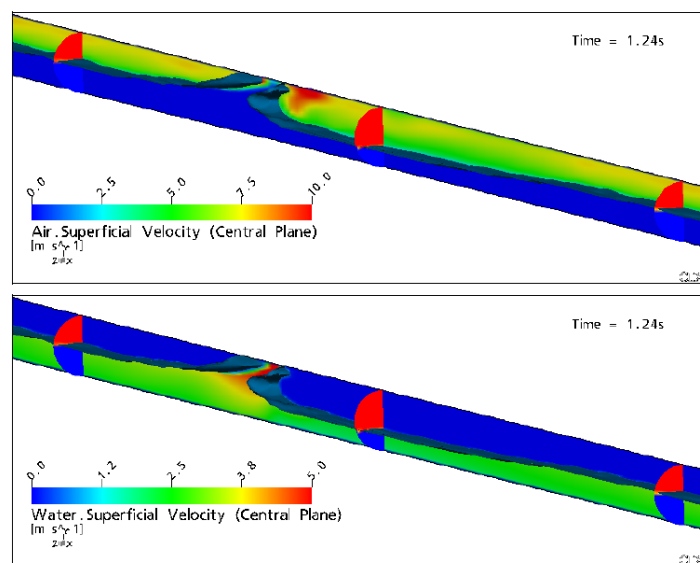 Time = 1.24s
0.0 2.5 5.0 7.5 10.0
Air.Superficial Velocity (Central Plane)
[m s^-1]
Time = 1.24s
0.0 1.2 2.5 3.8 5.0
Water.Superficial Velocity (Central Plane)
[m s^-1]